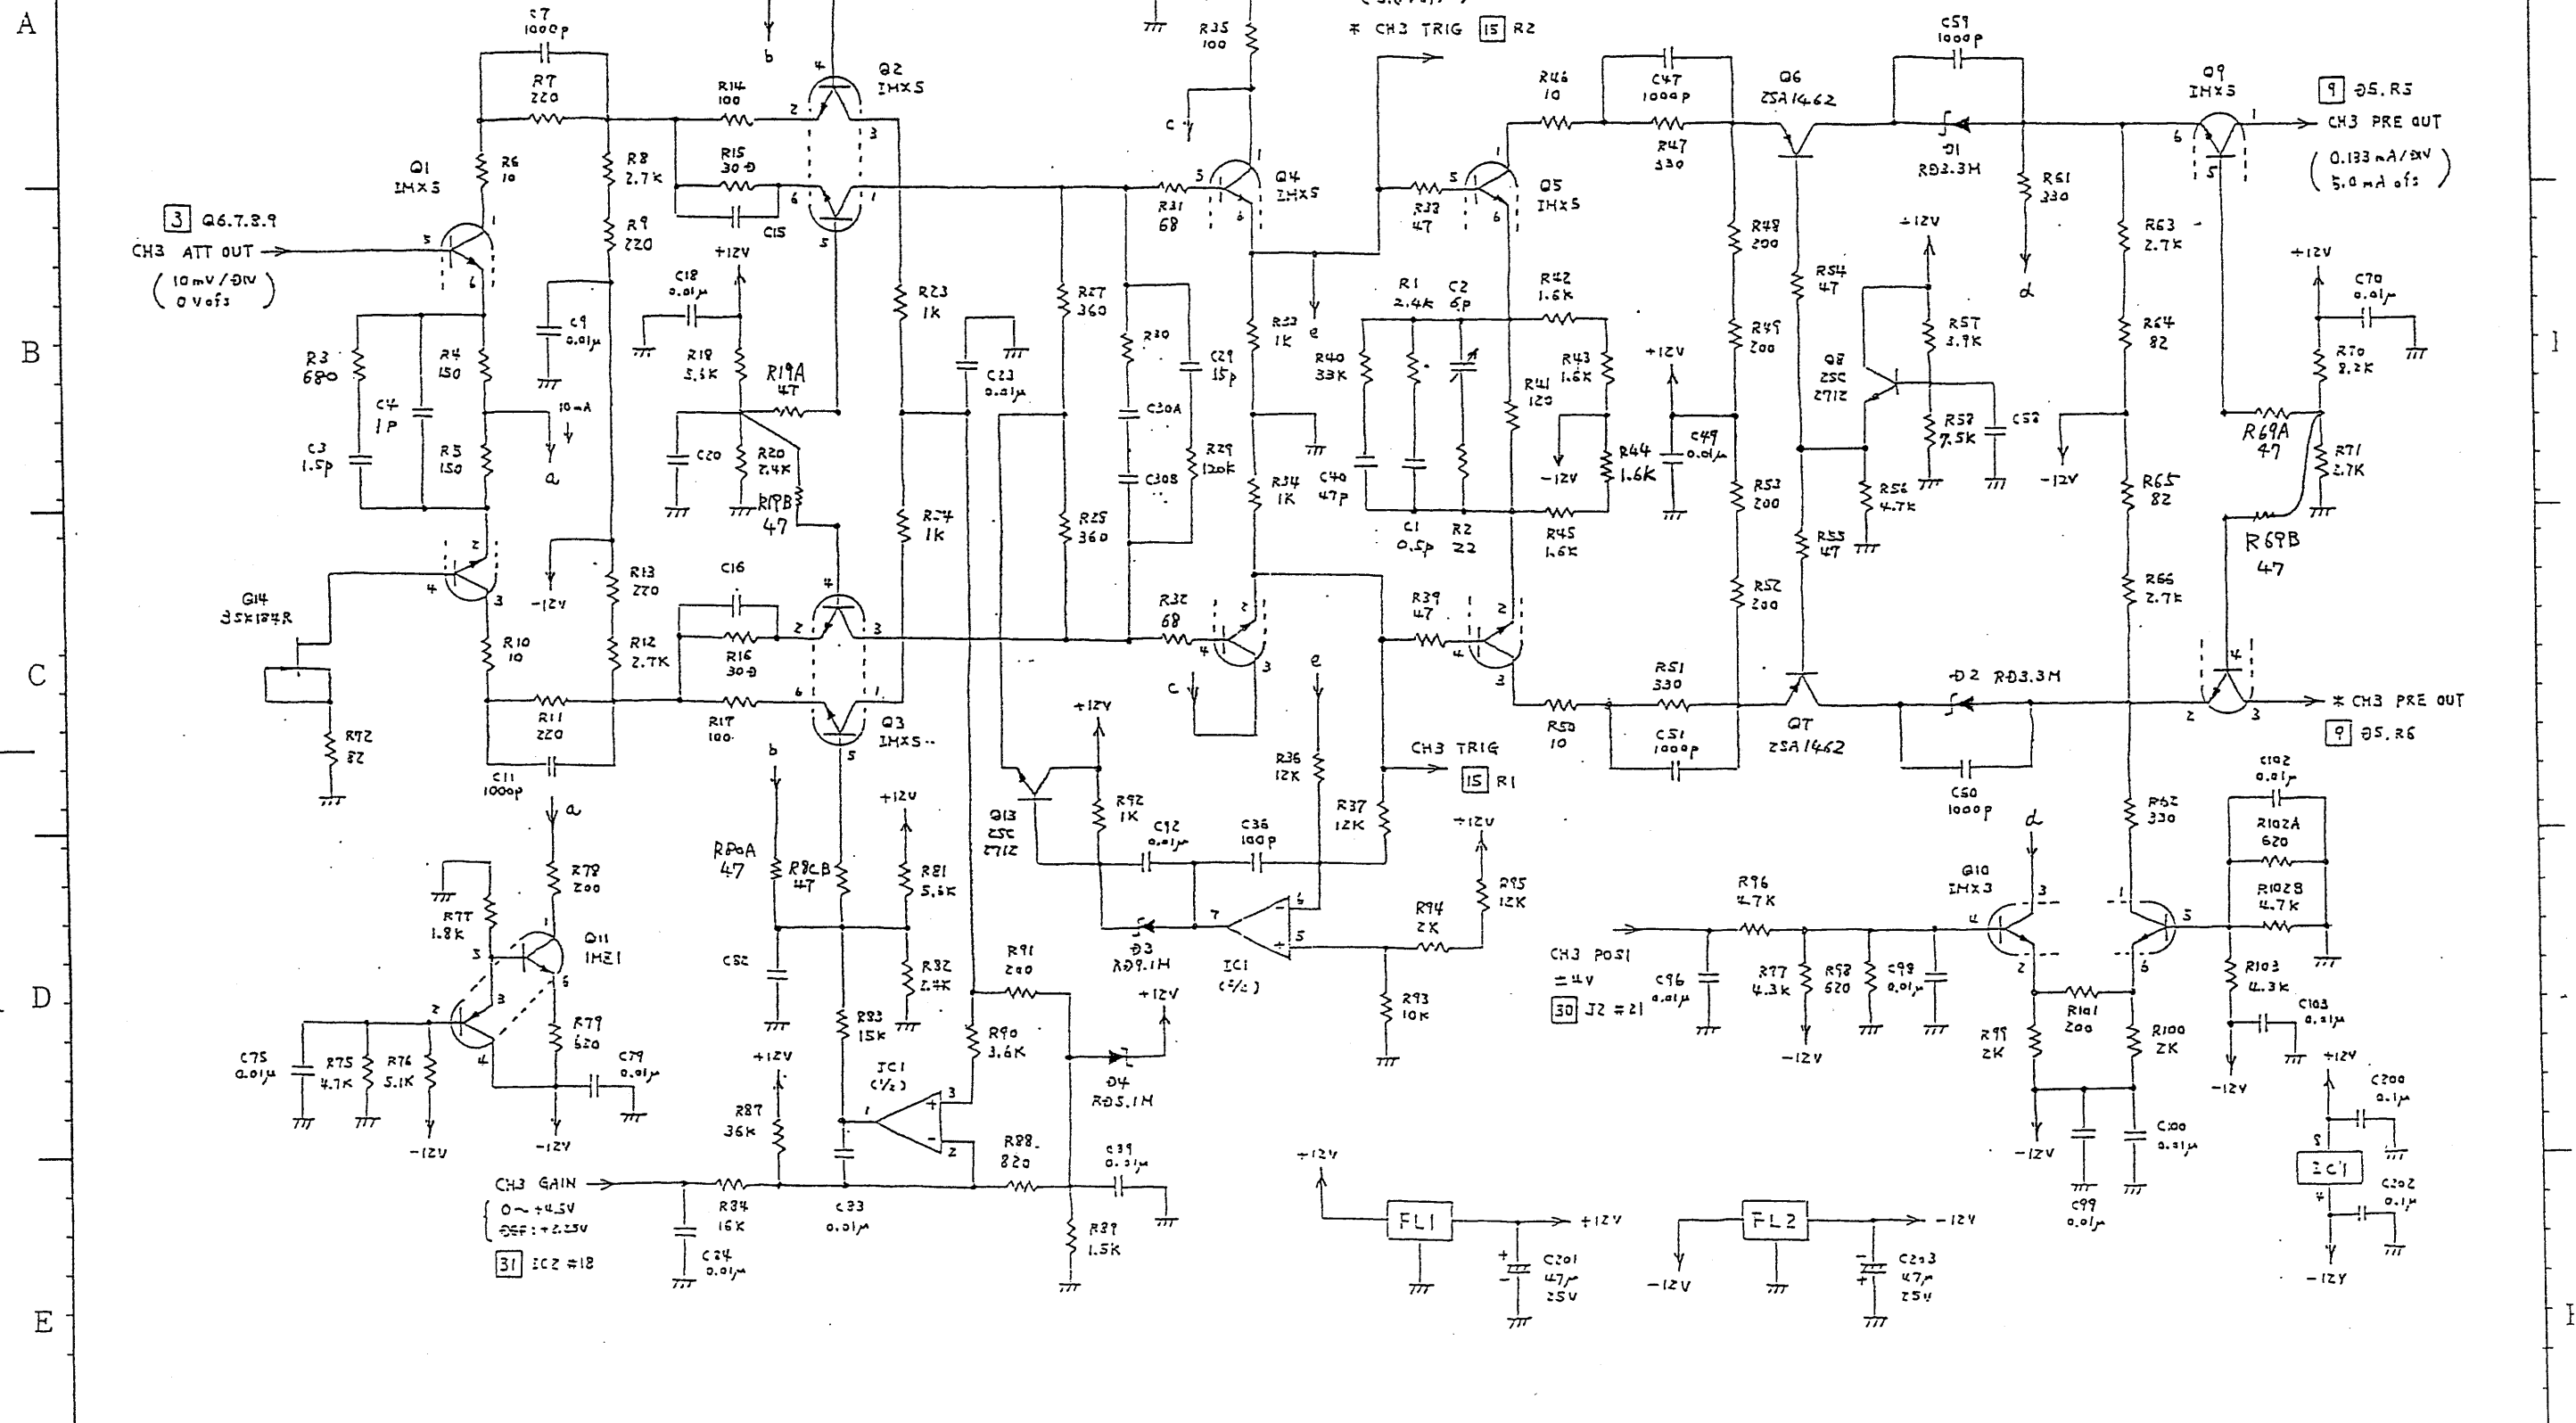 A
B
C
D
E
C7
1000p
R7
220
R6
10
Q1
IMX5
3 Q6.7.8.9
CH3 ATT OUT
(10mV/DIV
0 Vofs)
R8
2.7K
R9
220
C9
0.01μ
R3
680
C4
1P
R4
150
R5
150
C3
1.5p
10mA
a
-12V
Q14
3SK184R
R72
82
R10
10
R11
220
C11
1000p
R13
220
R12
2.7K
b
Q2
IMX5
R14
100
R15
300
C15
+12V
C18
0.01μ
R18
5.6K
R19A
47
C20
R20
2.4K
R19B
47
R23
1K
R24
1K
C16
R16
300
R17
100
Q3
IMX5
C23
0.01μ
R27
360
R25
360
R30
C29
15p
C30A
C30B
R29
120K
R31
68
R32
68
R35
100
c
Q4
IMX5
R33
1K
R34
1K
e
c
* CH3 TRIG 15 R2
R38
47
Q5
IMX5
R1
2.4K
C2
6p
R42
1.6K
R40
33K
R43
1.6K
R41
120
C40
47p
C1
0.5p
R2
22
-12V
R44
1.6K
R45
1.6K
R39
47
e
R36
12K
R37
12K
CH3 TRIG
15 R1
R46
10
C47
1000p
R47
330
R48
200
R49
200
+12V
C49
0.01μ
R53
200
R52
200
R50
10
R51
330
C51
1000p
Q6
2SA1462
R54
47
R55
47
Q7
2SA1462
Q8
2SC
2712
R56
4.7K
+12V
R57
3.9K
R58
7.5K
C58
C59
1000p
D1
RD3.3M
R61
330
d
R63
2.7K
R64
82
-12V
R65
82
R66
2.7K
D2 RD3.3M
C50
1000p
Q9
IMX3
9 D5.R5
CH3 PRE OUT
(0.133 mA/DIV
5.0 mA ofs)
+12V
C70
0.01μ
R70
8.2K
R69A
47
R71
2.7K
R69B
47
* CH3 PRE OUT
9 D5.R6
a
R78
200
R77
1.8K
Q11
IMZ1
C75
0.01μ
R75
4.7K
R76
5.1K
R79
620
C79
0.01μ
-12V
-12V
b
R80A
47
R80B
47
+12V
R81
5.6K
R82
2.4K
R83
15K
+12V
R87
36K
IC1
(1/2)
R91
200
R90
3.6K
+12V
D4
RD5.1M
R88
820
C39
0.01μ
R89
1.5K
CH3 GAIN
0~+4.5V
31 IC2 #18
R84
16K
C84
0.01μ
C83
0.01μ
+12V
Q13
2SC
2712
R92
1K
C92
0.01μ
C36
100p
D3
RD9.1M
IC1
(2/2)
R93
10K
R94
2K
+12V
R95
12K
CH3 POSI
±4V
30 J2 #21
C96
0.01μ
R96
4.7K
R97
4.3K
-12V
R98
620
C98
0.01μ
Q10
IMX3
d
R62
330
R101
200
R99
2K
R100
2K
-12V
C99
0.01μ
C100
0.01μ
C102
0.01μ
R102A
620
R102B
4.7K
R103
4.3K
C103
0.01μ
-12V
+12V
C200
0.1μ
8
IC1
4
C202
0.1μ
-12V
+12V
FL1
+12V
C201
47μ
25V
-12V
FL2
-12V
C203
47μ
25V